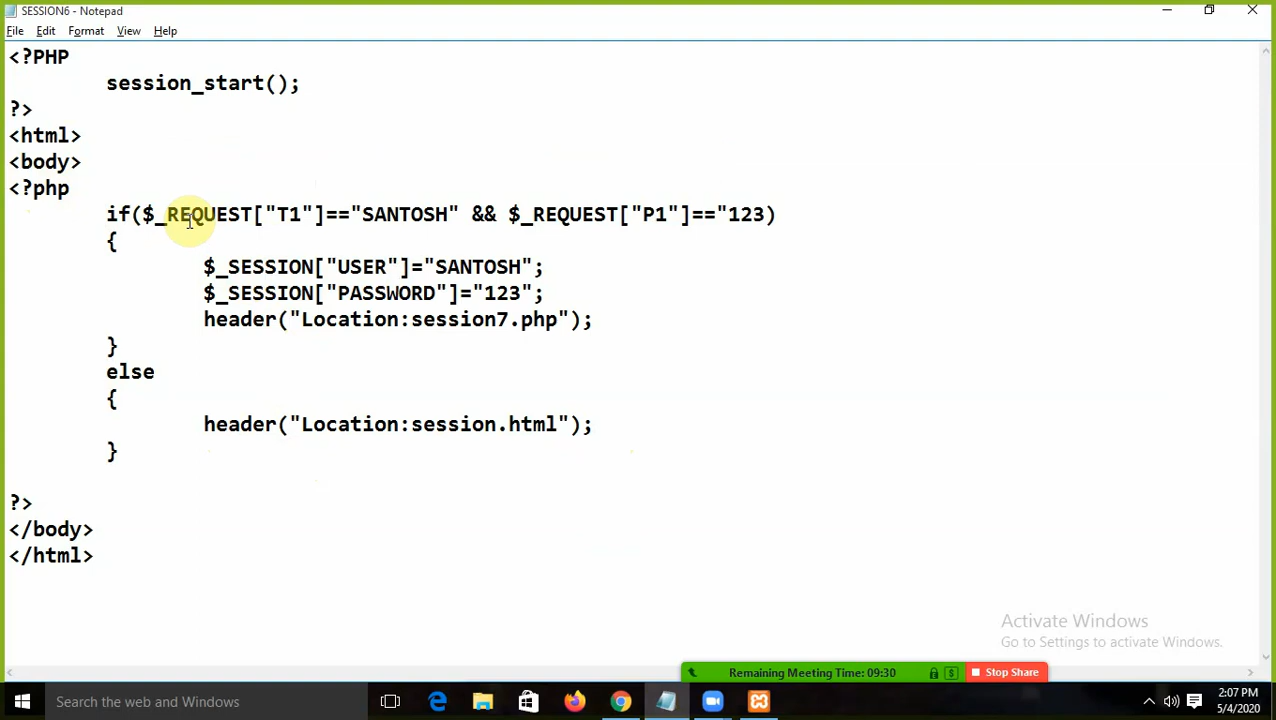 SESSION6 - Notepad
File Edit Format View Help
<?PHP
session_start();
?>
<html>
<body>
<?php
if($_REQUEST["T1"]=="SANTOSH" && $_REQUEST["P1"]=="123)
{
$_SESSION["USER"]="SANTOSH";
$_SESSION["PASSWORD"]="123";
header("Location:session7.php");
}
else
{
header("Location:session.html");
}
?>
</body>
</html>
Activate Windows
Go to Settings to activate Windows.
Remaining Meeting Time: 09:30 Stop Share
Search the web and Windows
2:07 PM
5/4/2020